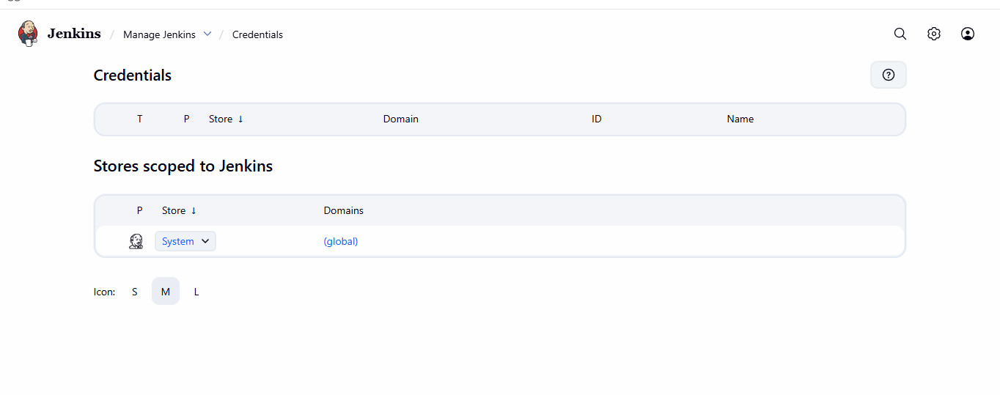 Jenkins / Manage Jenkins / Credentials
Credentials
T P Store ↓ Domain ID Name
Stores scoped to Jenkins
P Store ↓ Domains
System (global)
Icon: S M L